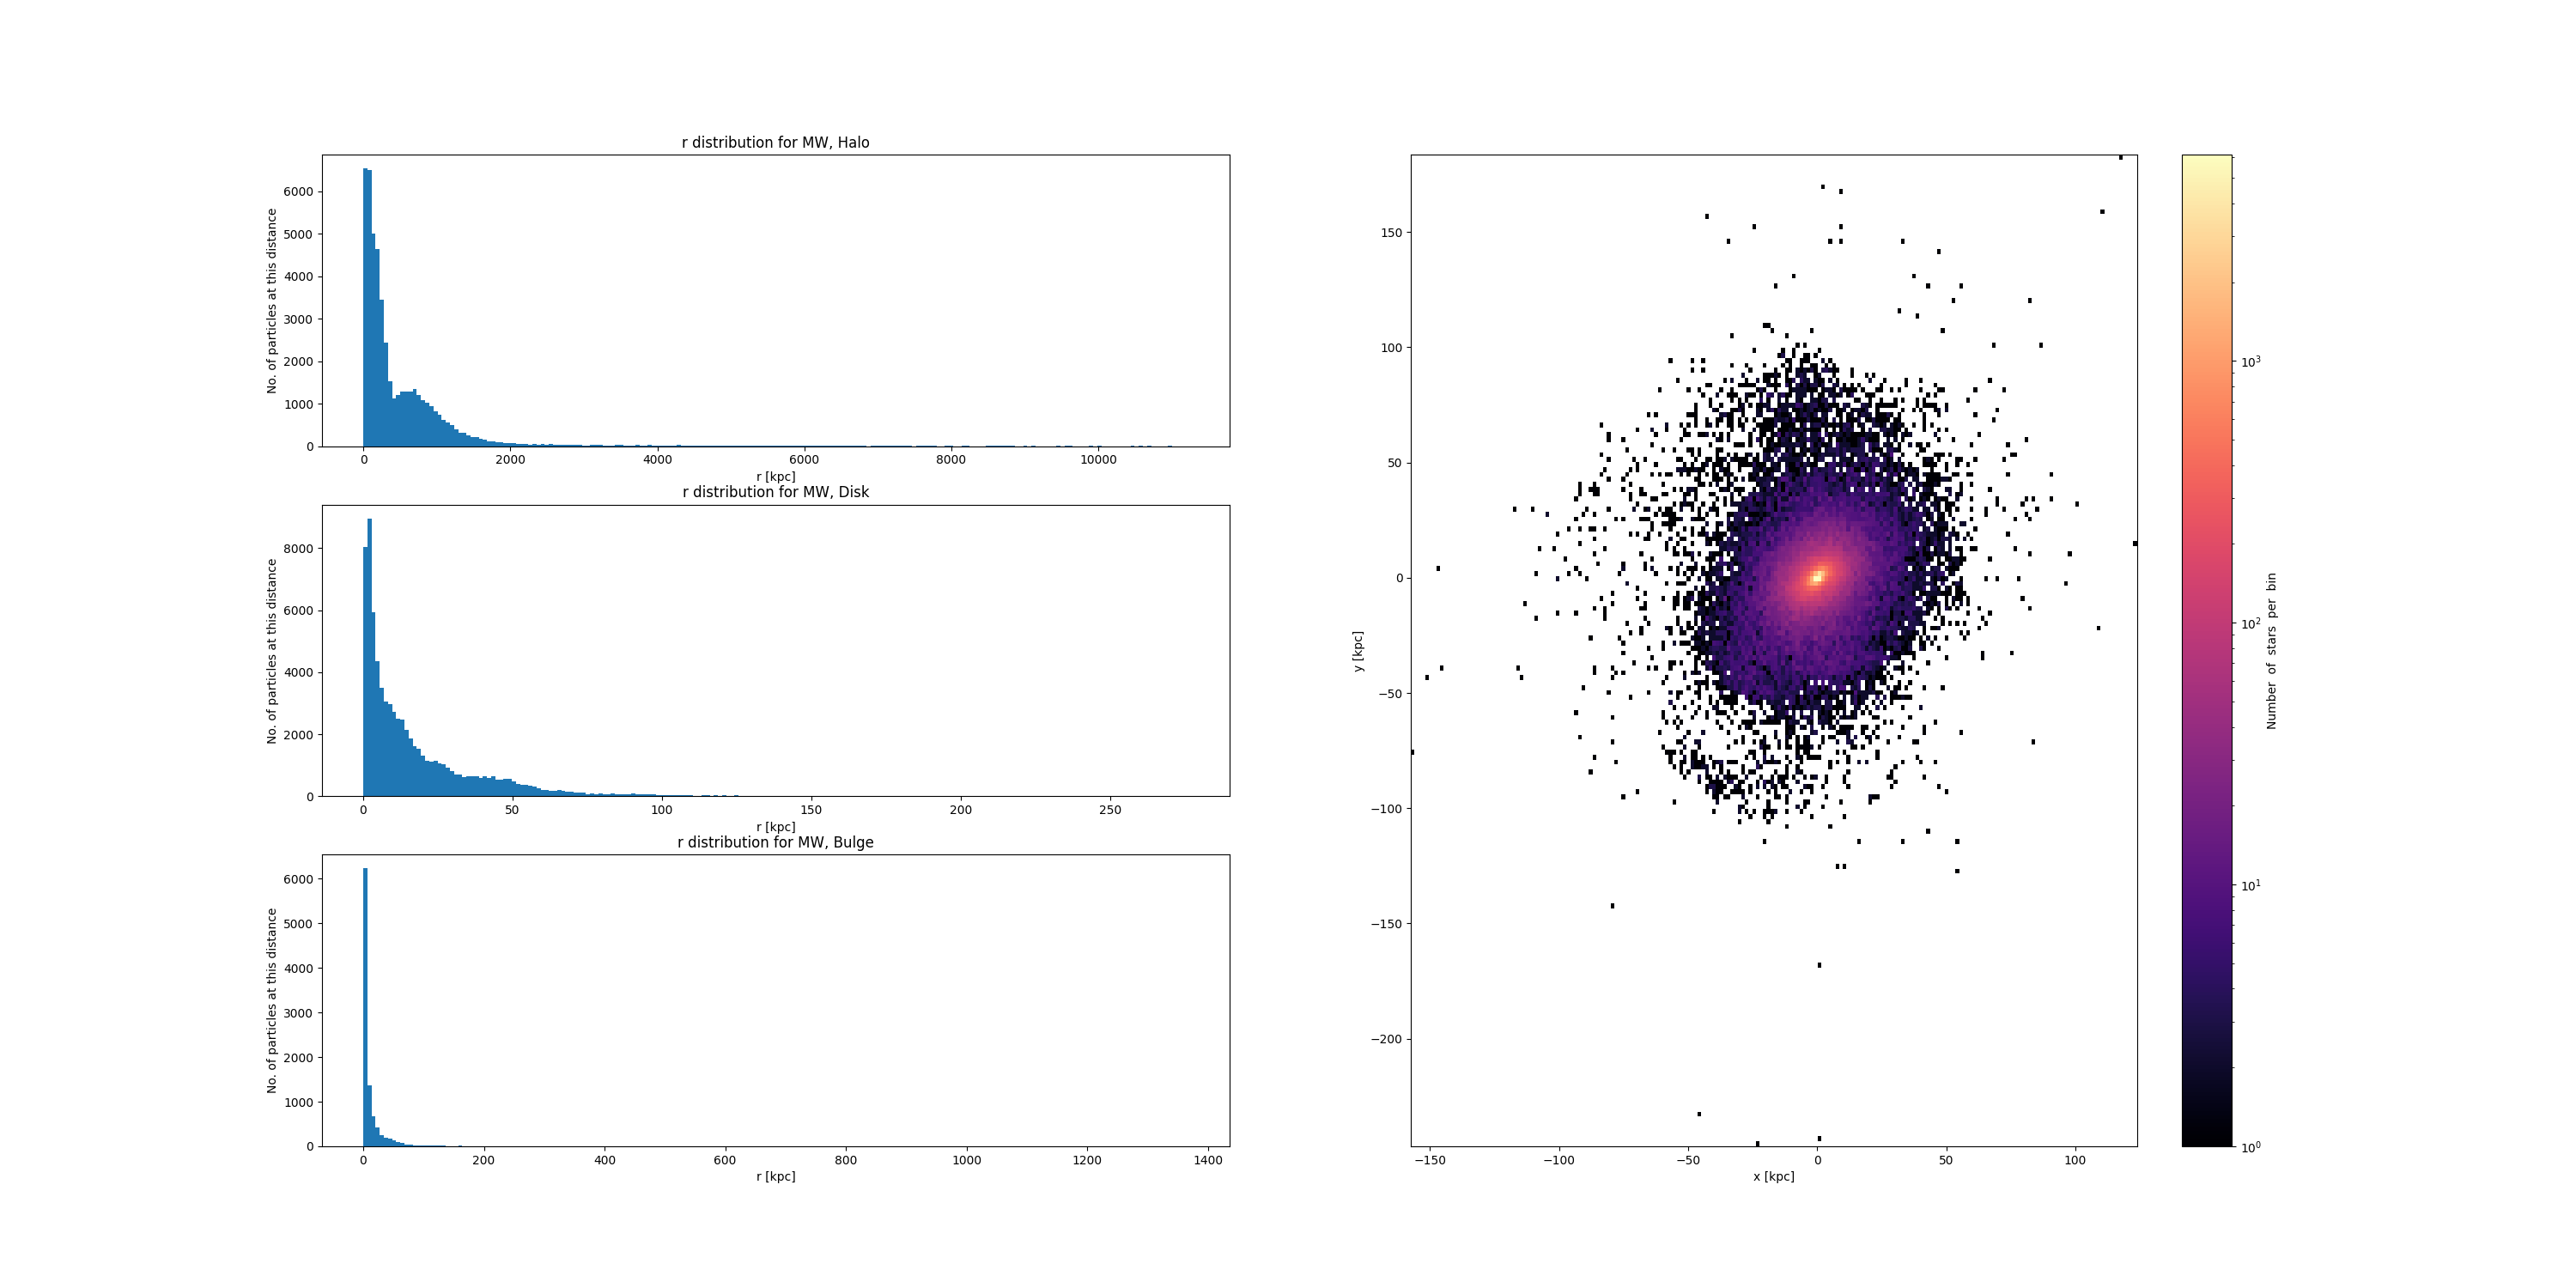 r distribution for MW, Halo
No. of particles at this distance
6000
5000
4000
3000
2000
1000
0
0 2000 4000 6000 8000 10000
r [kpc]
r distribution for MW, Disk
No. of particles at this distance
8000
6000
4000
2000
0
0 50 100 150 200 250
r [kpc]
r distribution for MW, Bulge
No. of particles at this distance
6000
5000
4000
3000
2000
1000
0
0 200 400 600 800 1000 1200 1400
r [kpc]
y [kpc]
150
100
50
0
−50
−100
−150
−200
−150 −100 −50 0 50 100
x [kpc]
10³
10²
10¹
10⁰
Number of stars per bin